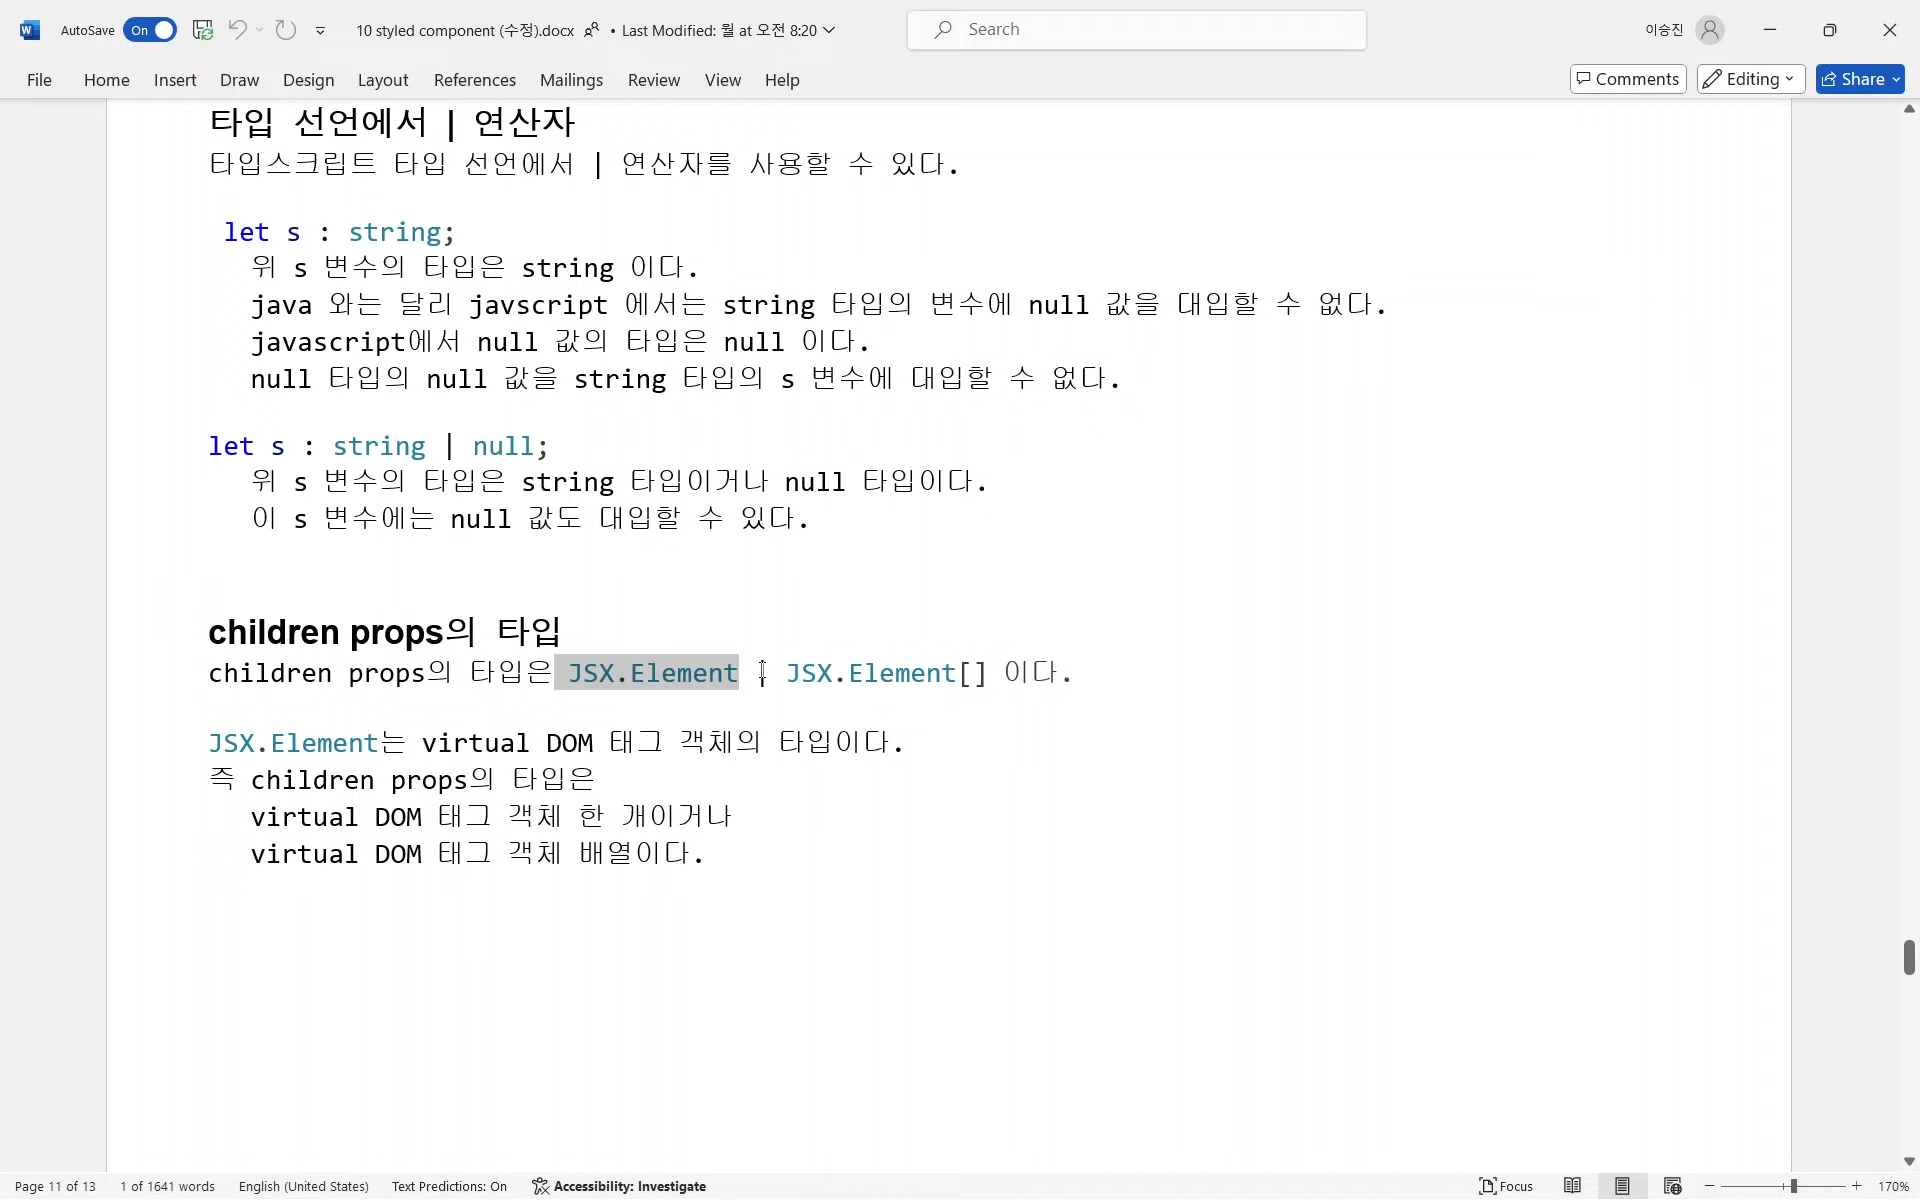 AutoSave On 10 styled component (수정).docx • Last Modified: 월 at 오전 8:20 Search 이승진
File Home Insert Draw Design Layout References Mailings Review View Help Comments Editing Share
타입 선언에서 | 연산자
타입스크립트 타입 선언에서 | 연산자를 사용할 수 있다.
let s : string;
위 s 변수의 타입은 string 이다.
java 와는 달리 javscript 에서는 string 타입의 변수에 null 값을 대입할 수 없다.
javascript에서 null 값의 타입은 null 이다.
null 타입의 null 값을 string 타입의 s 변수에 대입할 수 없다.
let s : string | null;
위 s 변수의 타입은 string 타입이거나 null 타입이다.
이 s 변수에는 null 값도 대입할 수 있다.
children props의 타입
children props의 타입은 JSX.Element | JSX.Element[] 이다.
JSX.Element는 virtual DOM 태그 객체의 타입이다.
즉 children props의 타입은
virtual DOM 태그 객체 한 개이거나
virtual DOM 태그 객체 배열이다.
Page 11 of 13 1 of 1641 words English (United States) Text Predictions: On Accessibility: Investigate Focus 170%